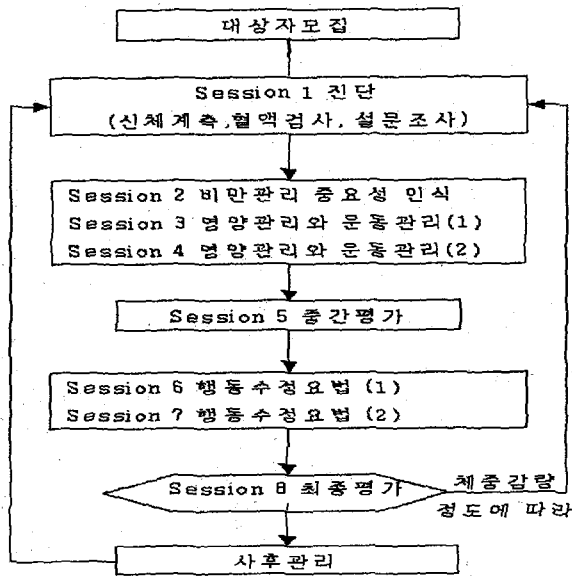 대상자모집
Session 1 진단
(신체계측,혈액검사, 설문조사)
Session 2 비만관리 중요성 인식
Session 3 영양관리와 운동관리(1)
Session 4 영양관리와 운동관리(2)
Session 5 중간평가
Session 6 행동수정요법 (1)
Session 7 행동수정요법 (2)
Session 8 최종평가
체중감량
정도에 따라
사후관리